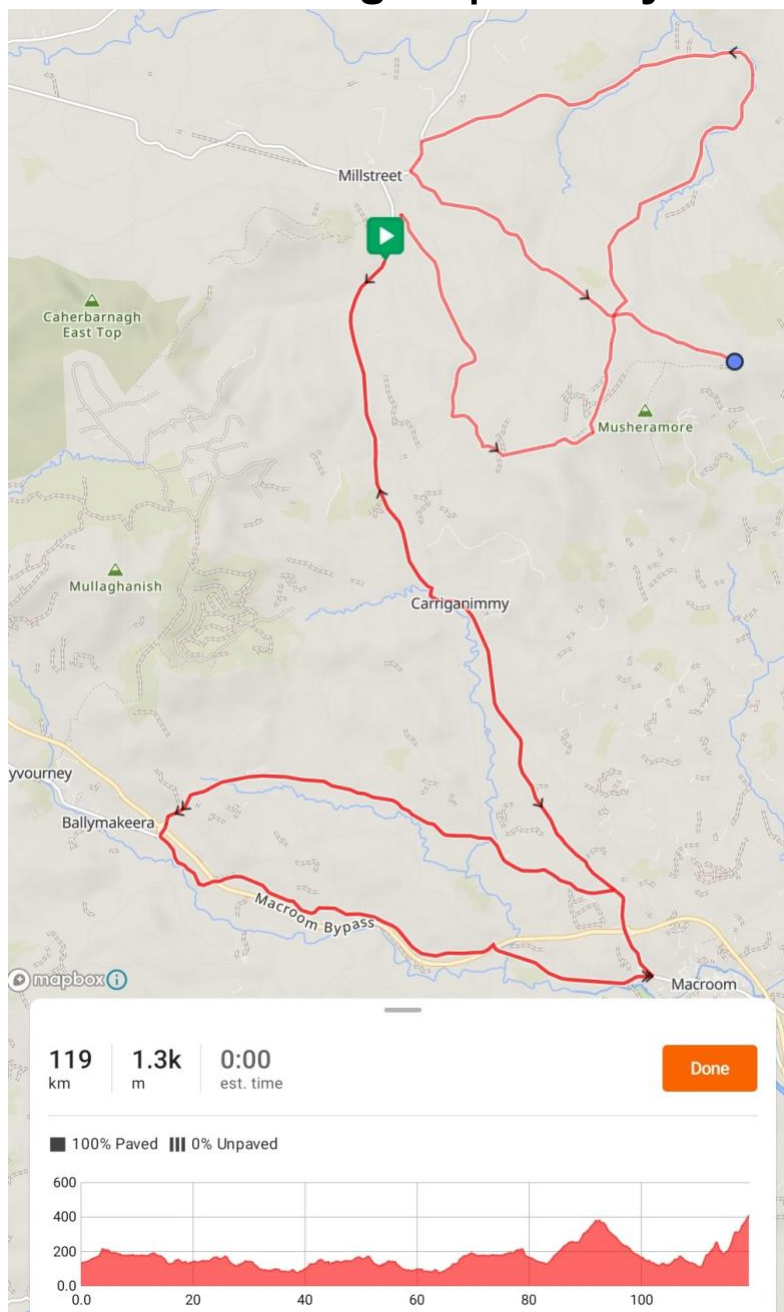 Millstreet
Caherbarnagh
East Top
Musheramore
Mullaghanish
Carriganimmy
yvourney
Ballymakeera
Macroom Bypass
mapbox
Macroom
119 1.3k 0:00
km m est. time
Done
100% Paved 0% Unpaved
600
400
200
0.0
0.0 20 40 60 80 100